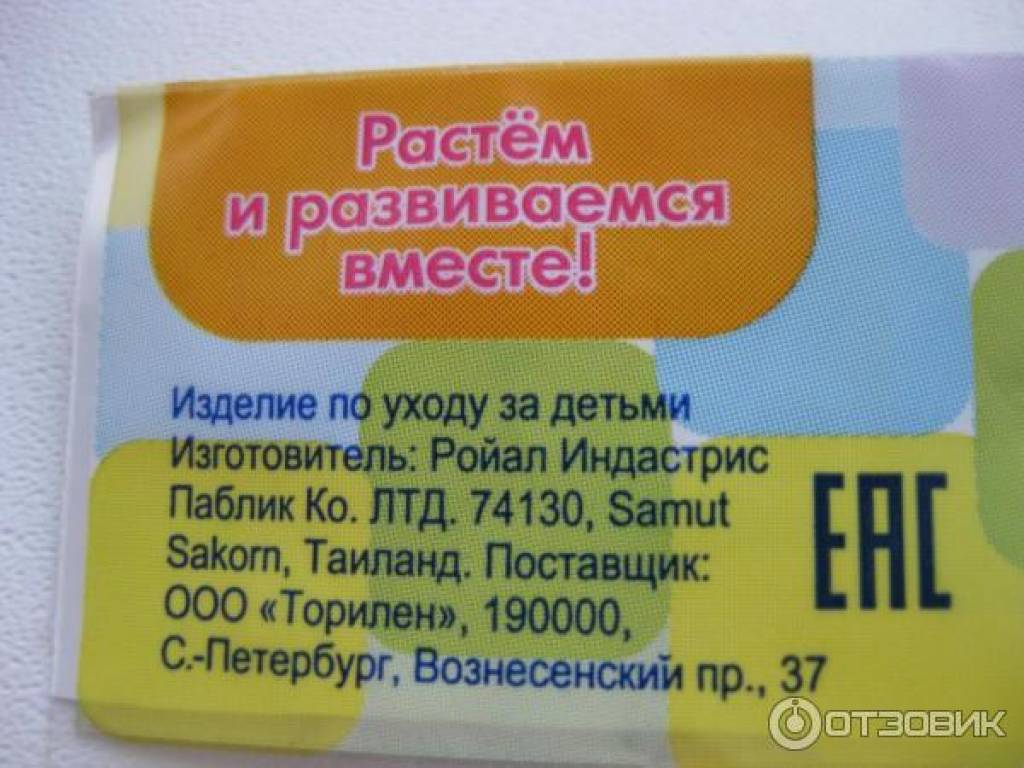 Растём
и развиваемся
вместе!
Изделие по уходу за детьми
Изготовитель: Ройал Индастрис
Паблик Ко. ЛТД. 74130, Samut
Sakorn, Таиланд. Поставщик:
ООО «Торилен», 190000,
С.-Петербург, Вознесенский пр., 37
EAC
ОТЗОВИК